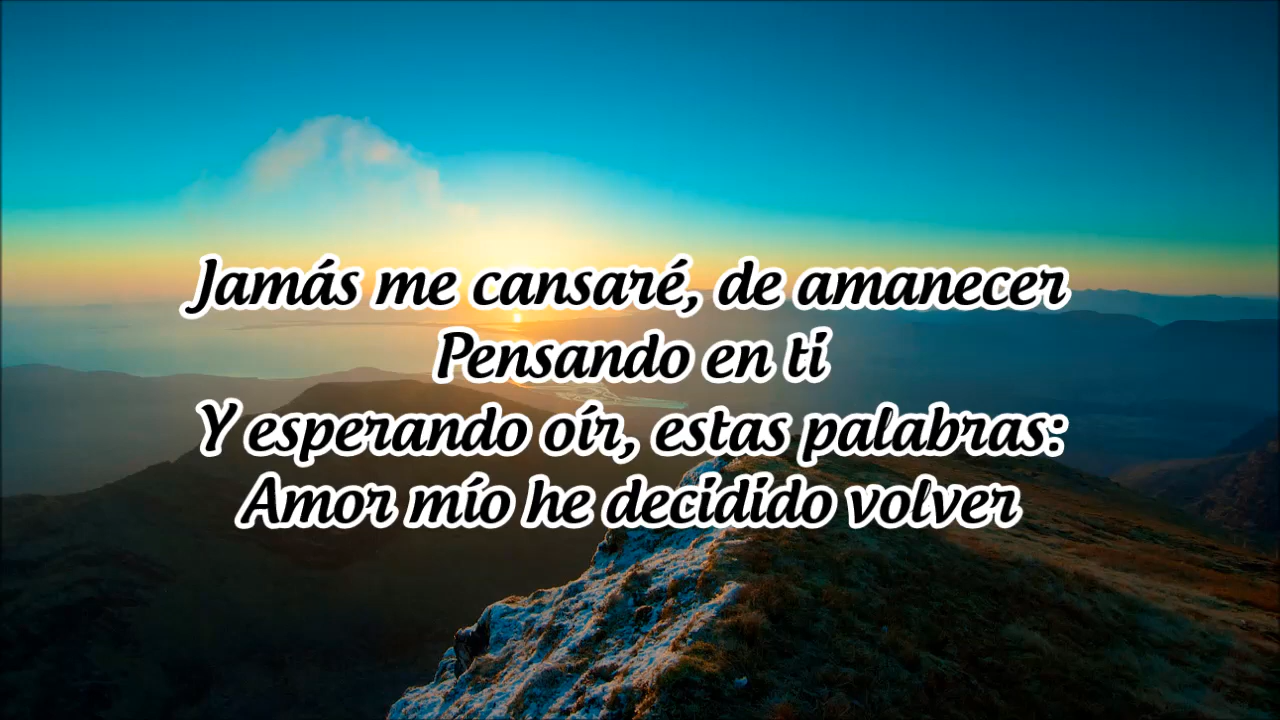 Jamás me cansaré, de amanecer
Pensando en ti
Y esperando oír, estas palabras:
Amor mío he decidido volver